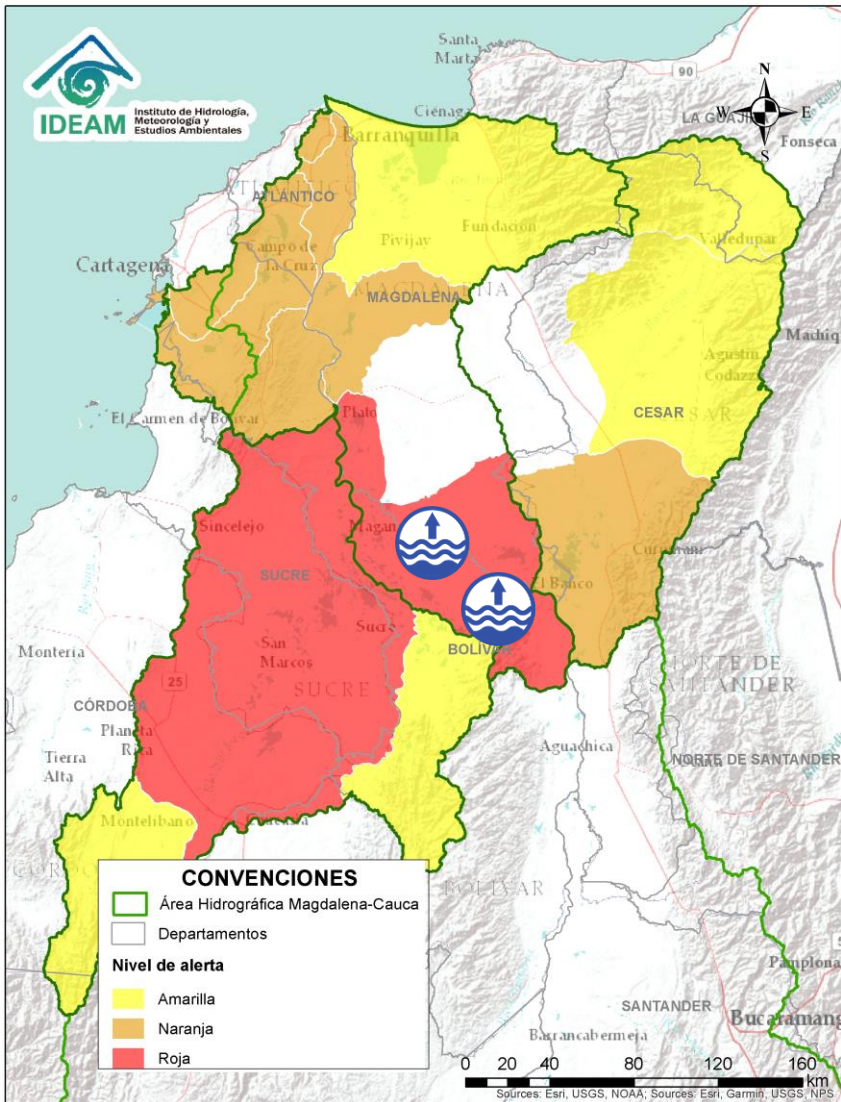 IDEAM
Instituto de Hidrología,
Meteorología y
Estudios Ambientales
Santa
Marta
90
N
W
E
S
LA GUAJIRA
Fonseca
Ciénaga
Barranquilla
ATLÁNTICO
Fundación
Pivijay
Valledupar
Campo de
la Cruz
Cartagena
MAGDALENA
Agustín
Codazzi
El Carmen de Bolívar
Plato
CESAR
Sincelejo
SUCRE
El Banco
Sucre
San
Marcos
BOLÍVAR
Montería
25
SUCRE
NORTE DE
SANTANDER
CÓRDOBA
Planeta
Rica
Tierra
Alta
Aguachica
NORTE DE SANTANDER
Montelíbano
BOLÍVAR
CONVENCIONES
Área Hidrográfica Magdalena-Cauca
Departamentos
Nivel de alerta
Amarilla
Naranja
Roja
Pamplona
SANTANDER
Bucaramang
Barrancabermeja
0 20 40 80 120 160
km
Sources: Esri, USGS, NOAA; Sources: Esri, Garmin, USGS, NPS